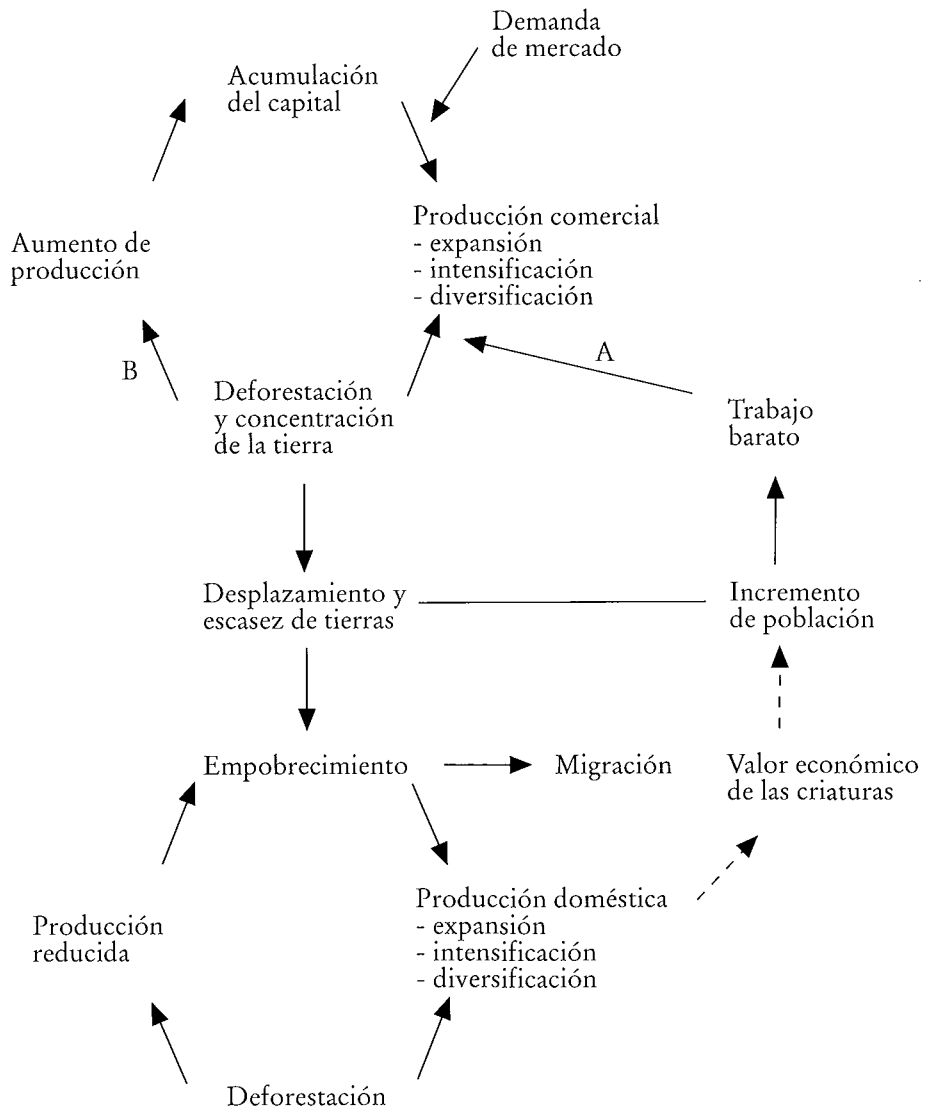 Demanda
de mercado
Acumulación
del capital
Producción comercial
- expansión
- intensificación
- diversificación
Aumento de
producción
A
B
Deforestación
y concentración
de la tierra
Trabajo
barato
Desplazamiento y
escasez de tierras
Incremento
de población
Empobrecimiento
Migración
Valor económico
de las criaturas
Producción doméstica
- expansión
- intensificación
- diversificación
Producción
reducida
Deforestación